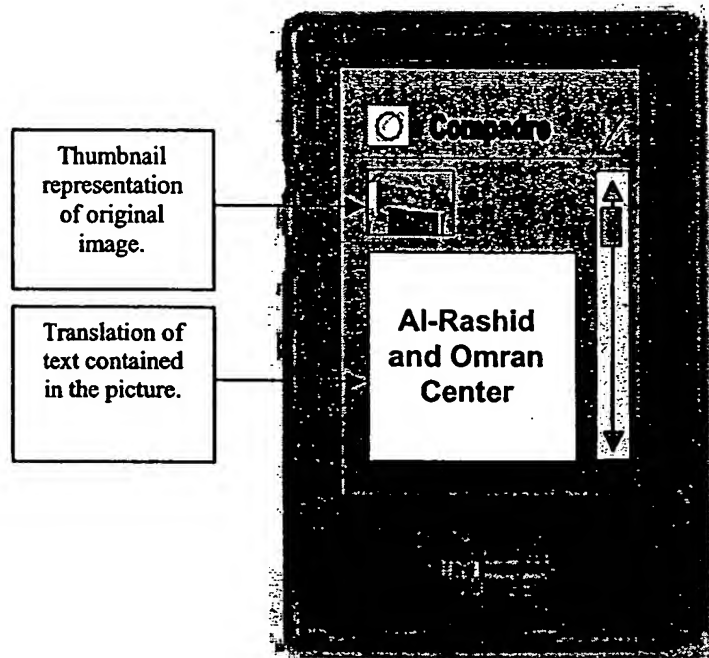 Compadre
Thumbnail
representation
of original
image.
Translation of
text contained
in the picture.
Al-Rashid
and Omran
Center